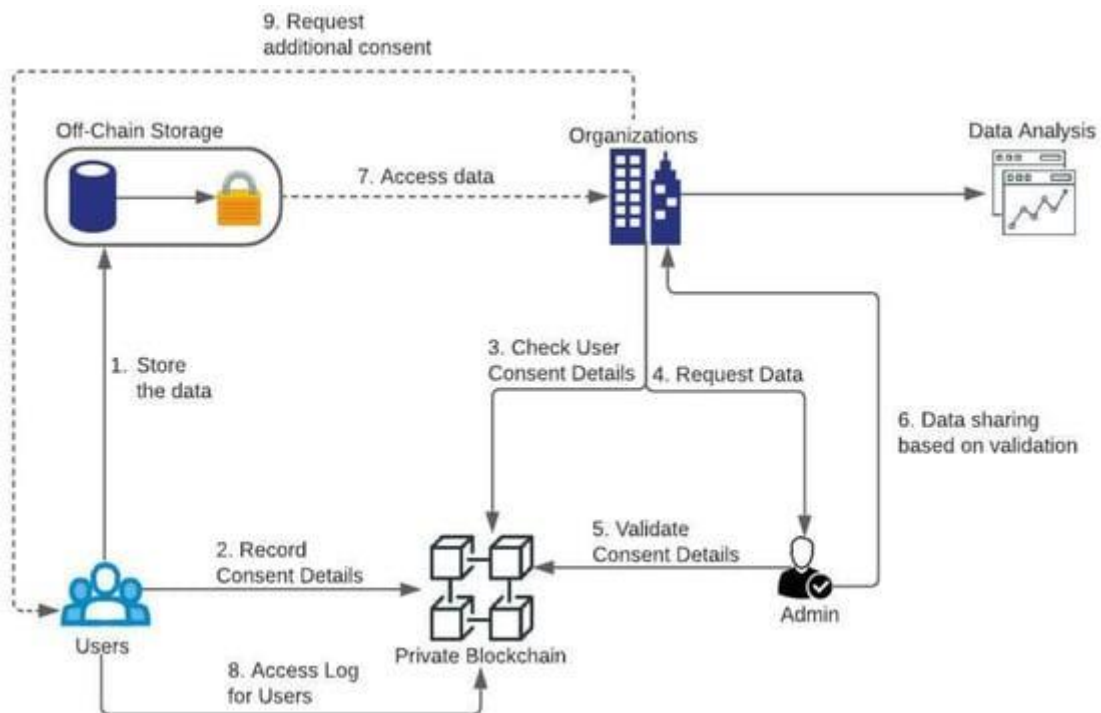 9. Request
additional consent
Off-Chain Storage
Organizations
Data Analysis
7. Access data
1. Store
the data
3. Check User
Consent Details
4. Request Data
6. Data sharing
based on validation
2. Record
Consent Details
5. Validate
Consent Details
Users
Private Blockchain
Admin
8. Access Log
for Users